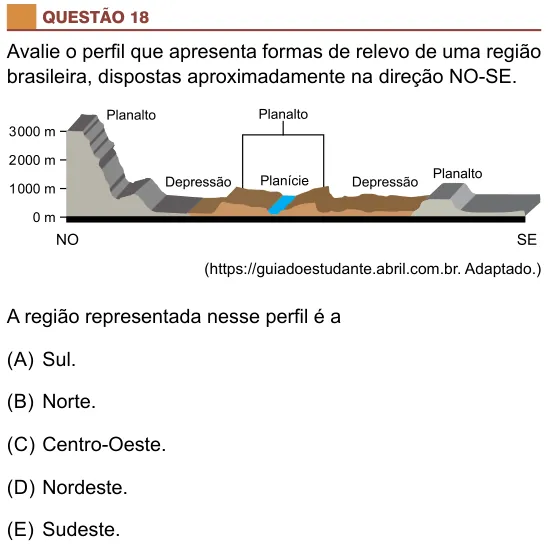 QUESTÃO 18
Avalie o perfil que apresenta formas de relevo de uma região
brasileira, dispostas aproximadamente na direção NO-SE.
Planalto
Planalto
3000 m
2000 m
Depressão
Planície
Depressão
Planalto
1000 m
0 m
NO
SE
(https://guiadoestudante.abril.com.br. Adaptado.)
A região representada nesse perfil é a
(A) Sul.
(B) Norte.
(C) Centro-Oeste.
(D) Nordeste.
(E) Sudeste.